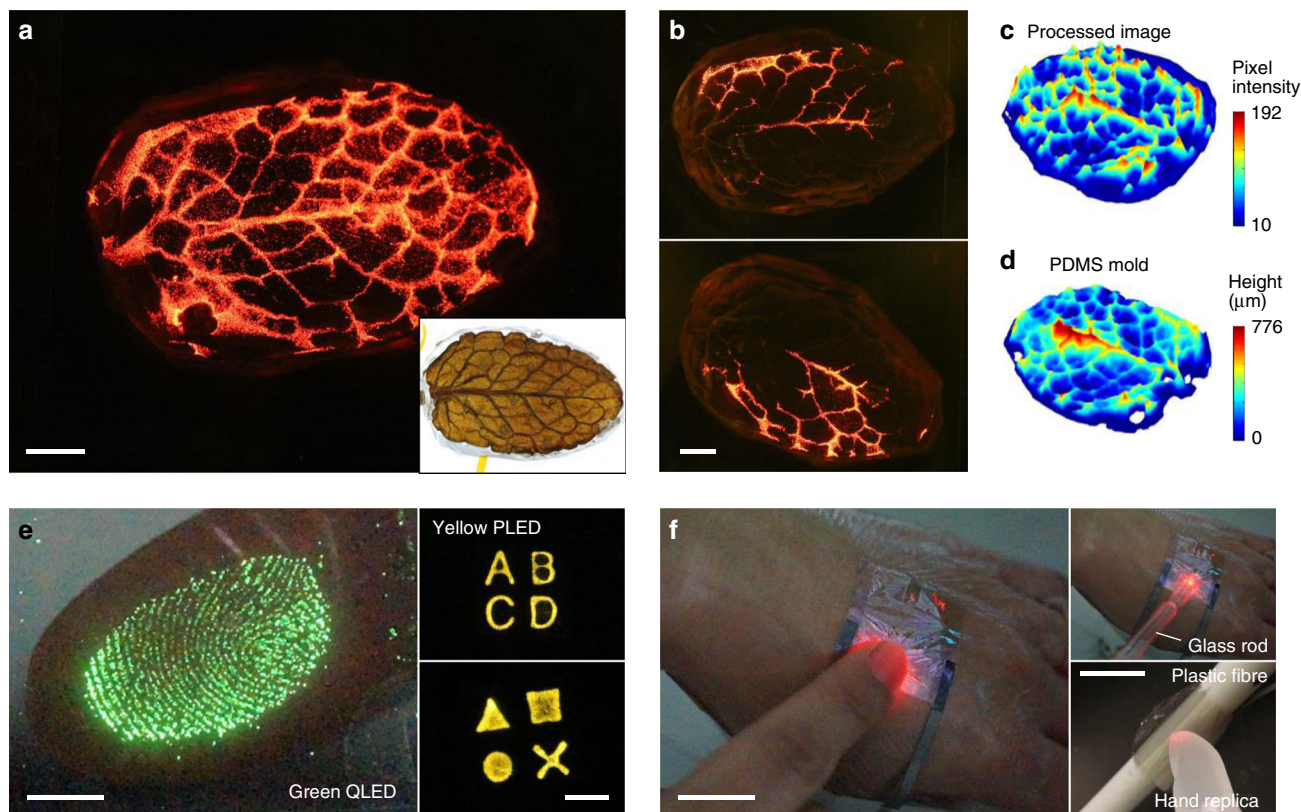 a
b
c
Processed image
Pixel
intensity
192
10
d
PDMS mold
Height
(μm)
776
0
e
Green QLED
Yellow PLED
A B
C D
f
Glass rod
Plastic fibre
Hand replica